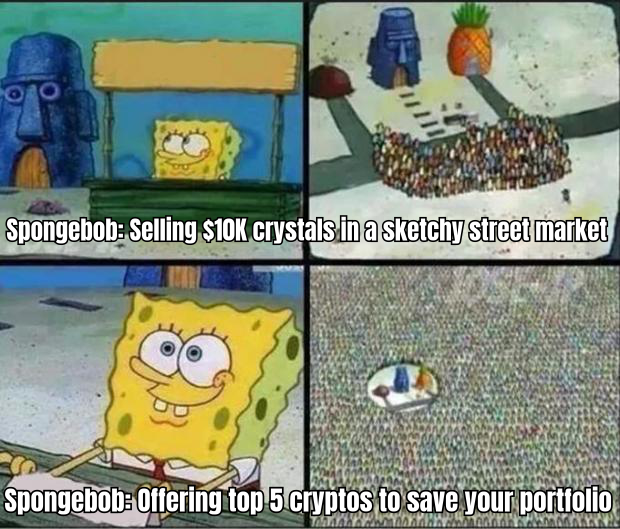 Spongebob: Selling $10K crystals in a sketchy street market
Spongebob: Offering top 5 cryptos to save your portfolio